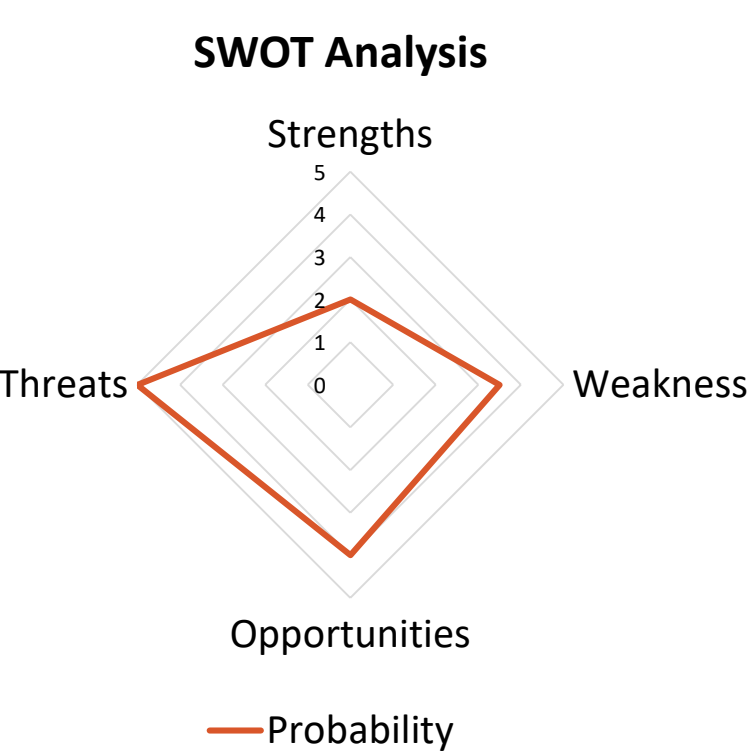 SWOT Analysis
Strengths
5
4
3
2
1
0
Threats
Weakness
Opportunities
Probability